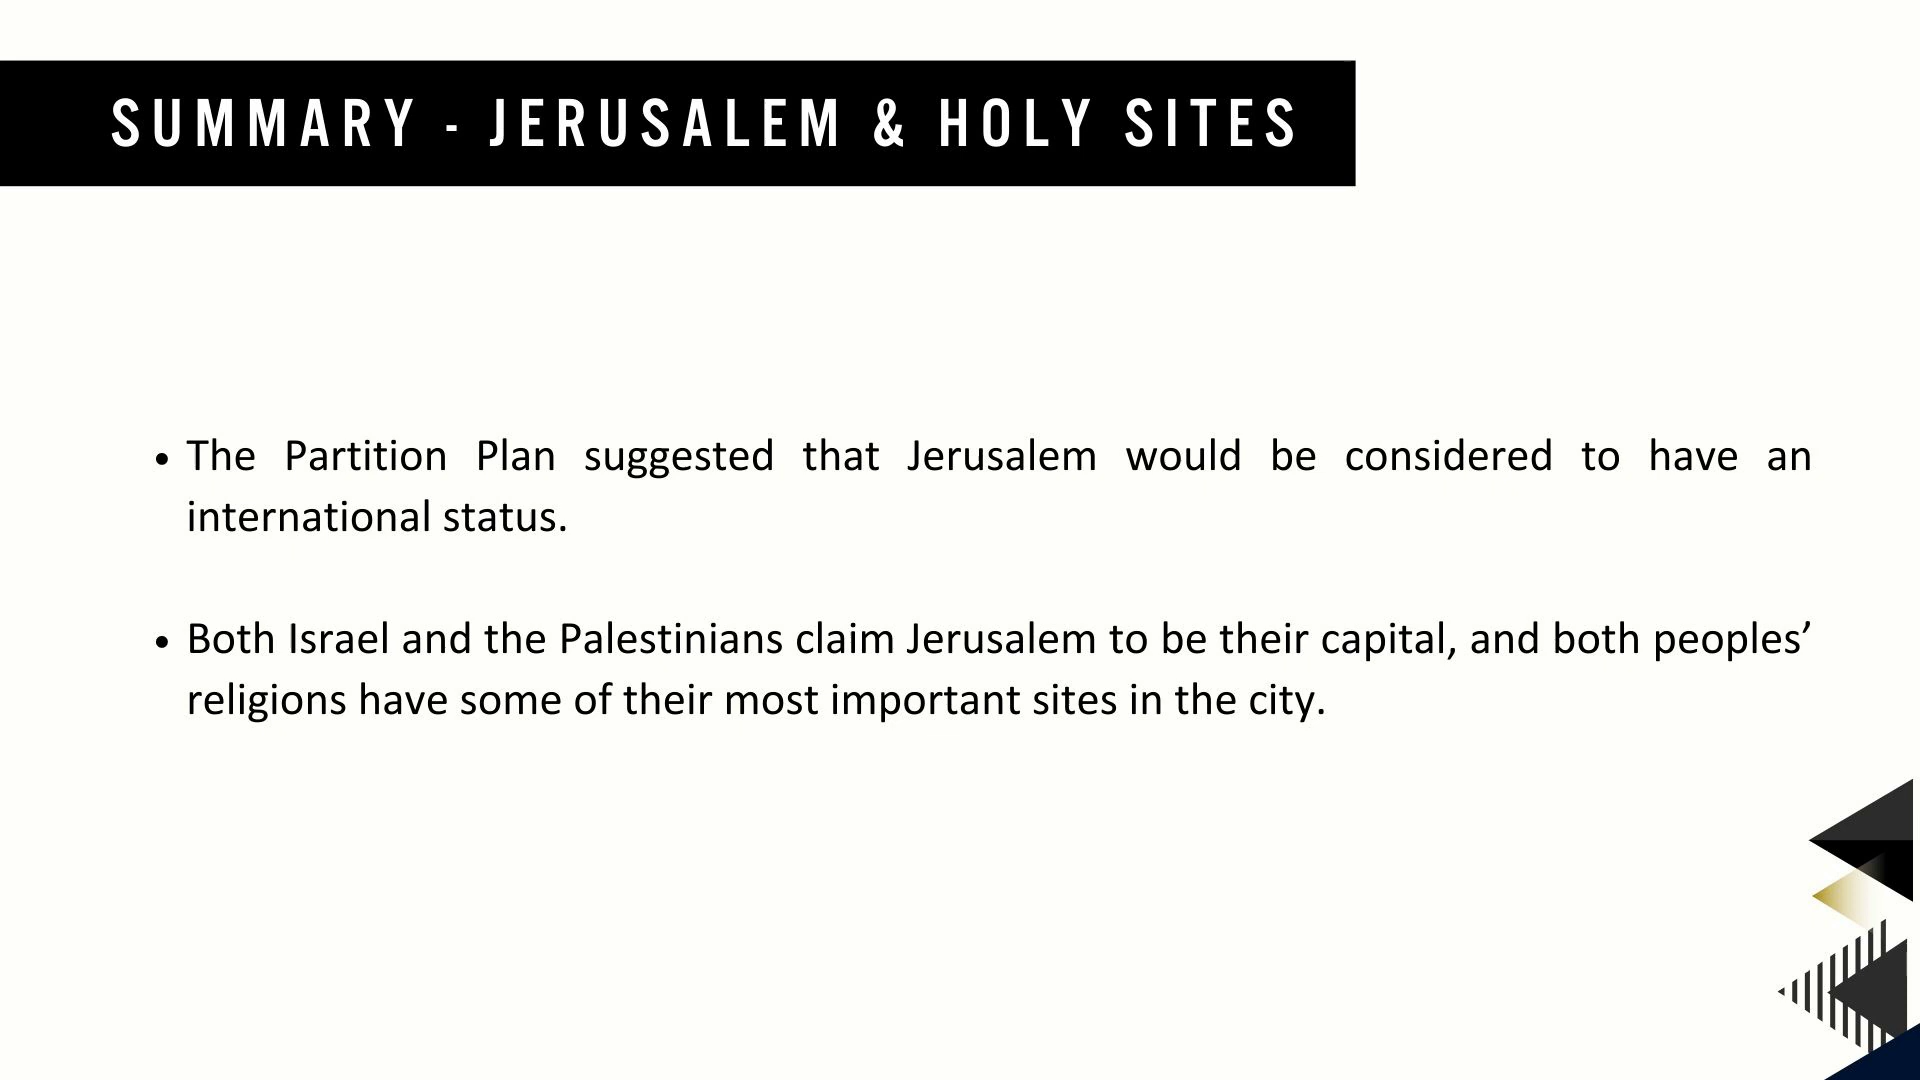 SUMMARY - JERUSALEM & HOLY SITES
• The Partition Plan suggested that Jerusalem would be considered to have an
international status.
• Both Israel and the Palestinians claim Jerusalem to be their capital, and both peoples’
religions have some of their most important sites in the city.